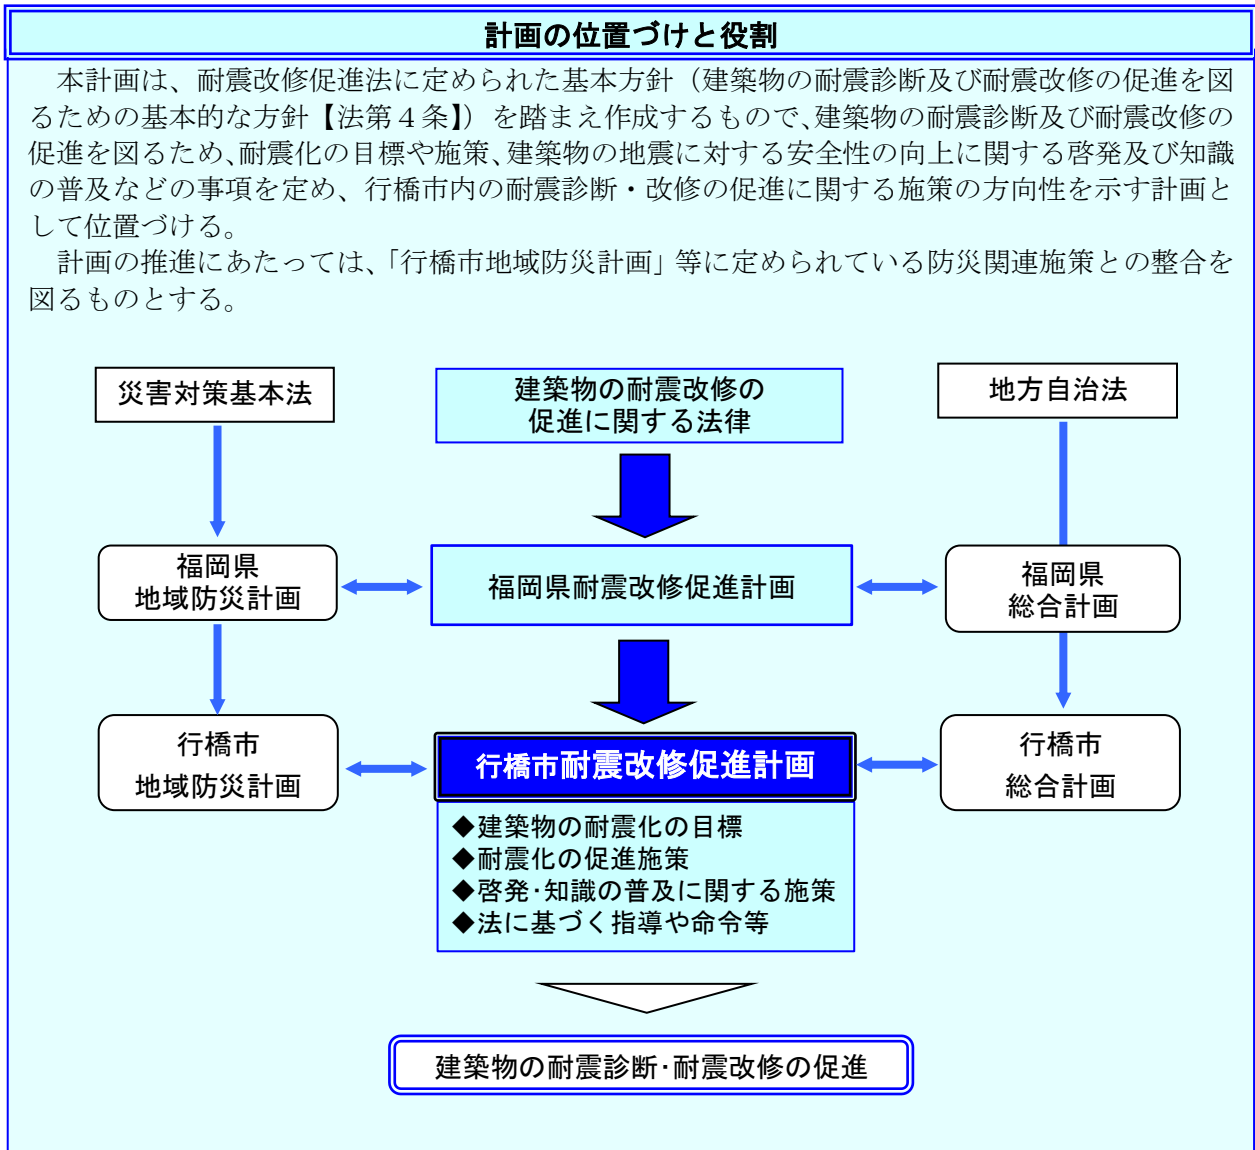 計画の位置づけと役割
本計画は、耐震改修促進法に定められた基本方針（建築物の耐震診断及び耐震改修の促進を図
るための基本的な方針【法第４条】）を踏まえ作成するもので、建築物の耐震診断及び耐震改修の
促進を図るため、耐震化の目標や施策、建築物の地震に対する安全性の向上に関する啓発及び知識
の普及などの事項を定め、行橋市内の耐震診断・改修の促進に関する施策の方向性を示す計画と
して位置づける。
計画の推進にあたっては、「行橋市地域防災計画」等に定められている防災関連施策との整合を
図るものとする。
災害対策基本法
建築物の耐震改修の
促進に関する法律
地方自治法
福岡県
地域防災計画
福岡県耐震改修促進計画
福岡県
総合計画
行橋市
地域防災計画
行橋市耐震改修促進計画
行橋市
総合計画
◆建築物の耐震化の目標
◆耐震化の促進施策
◆啓発・知識の普及に関する施策
◆法に基づく指導や命令等
建築物の耐震診断・耐震改修の促進